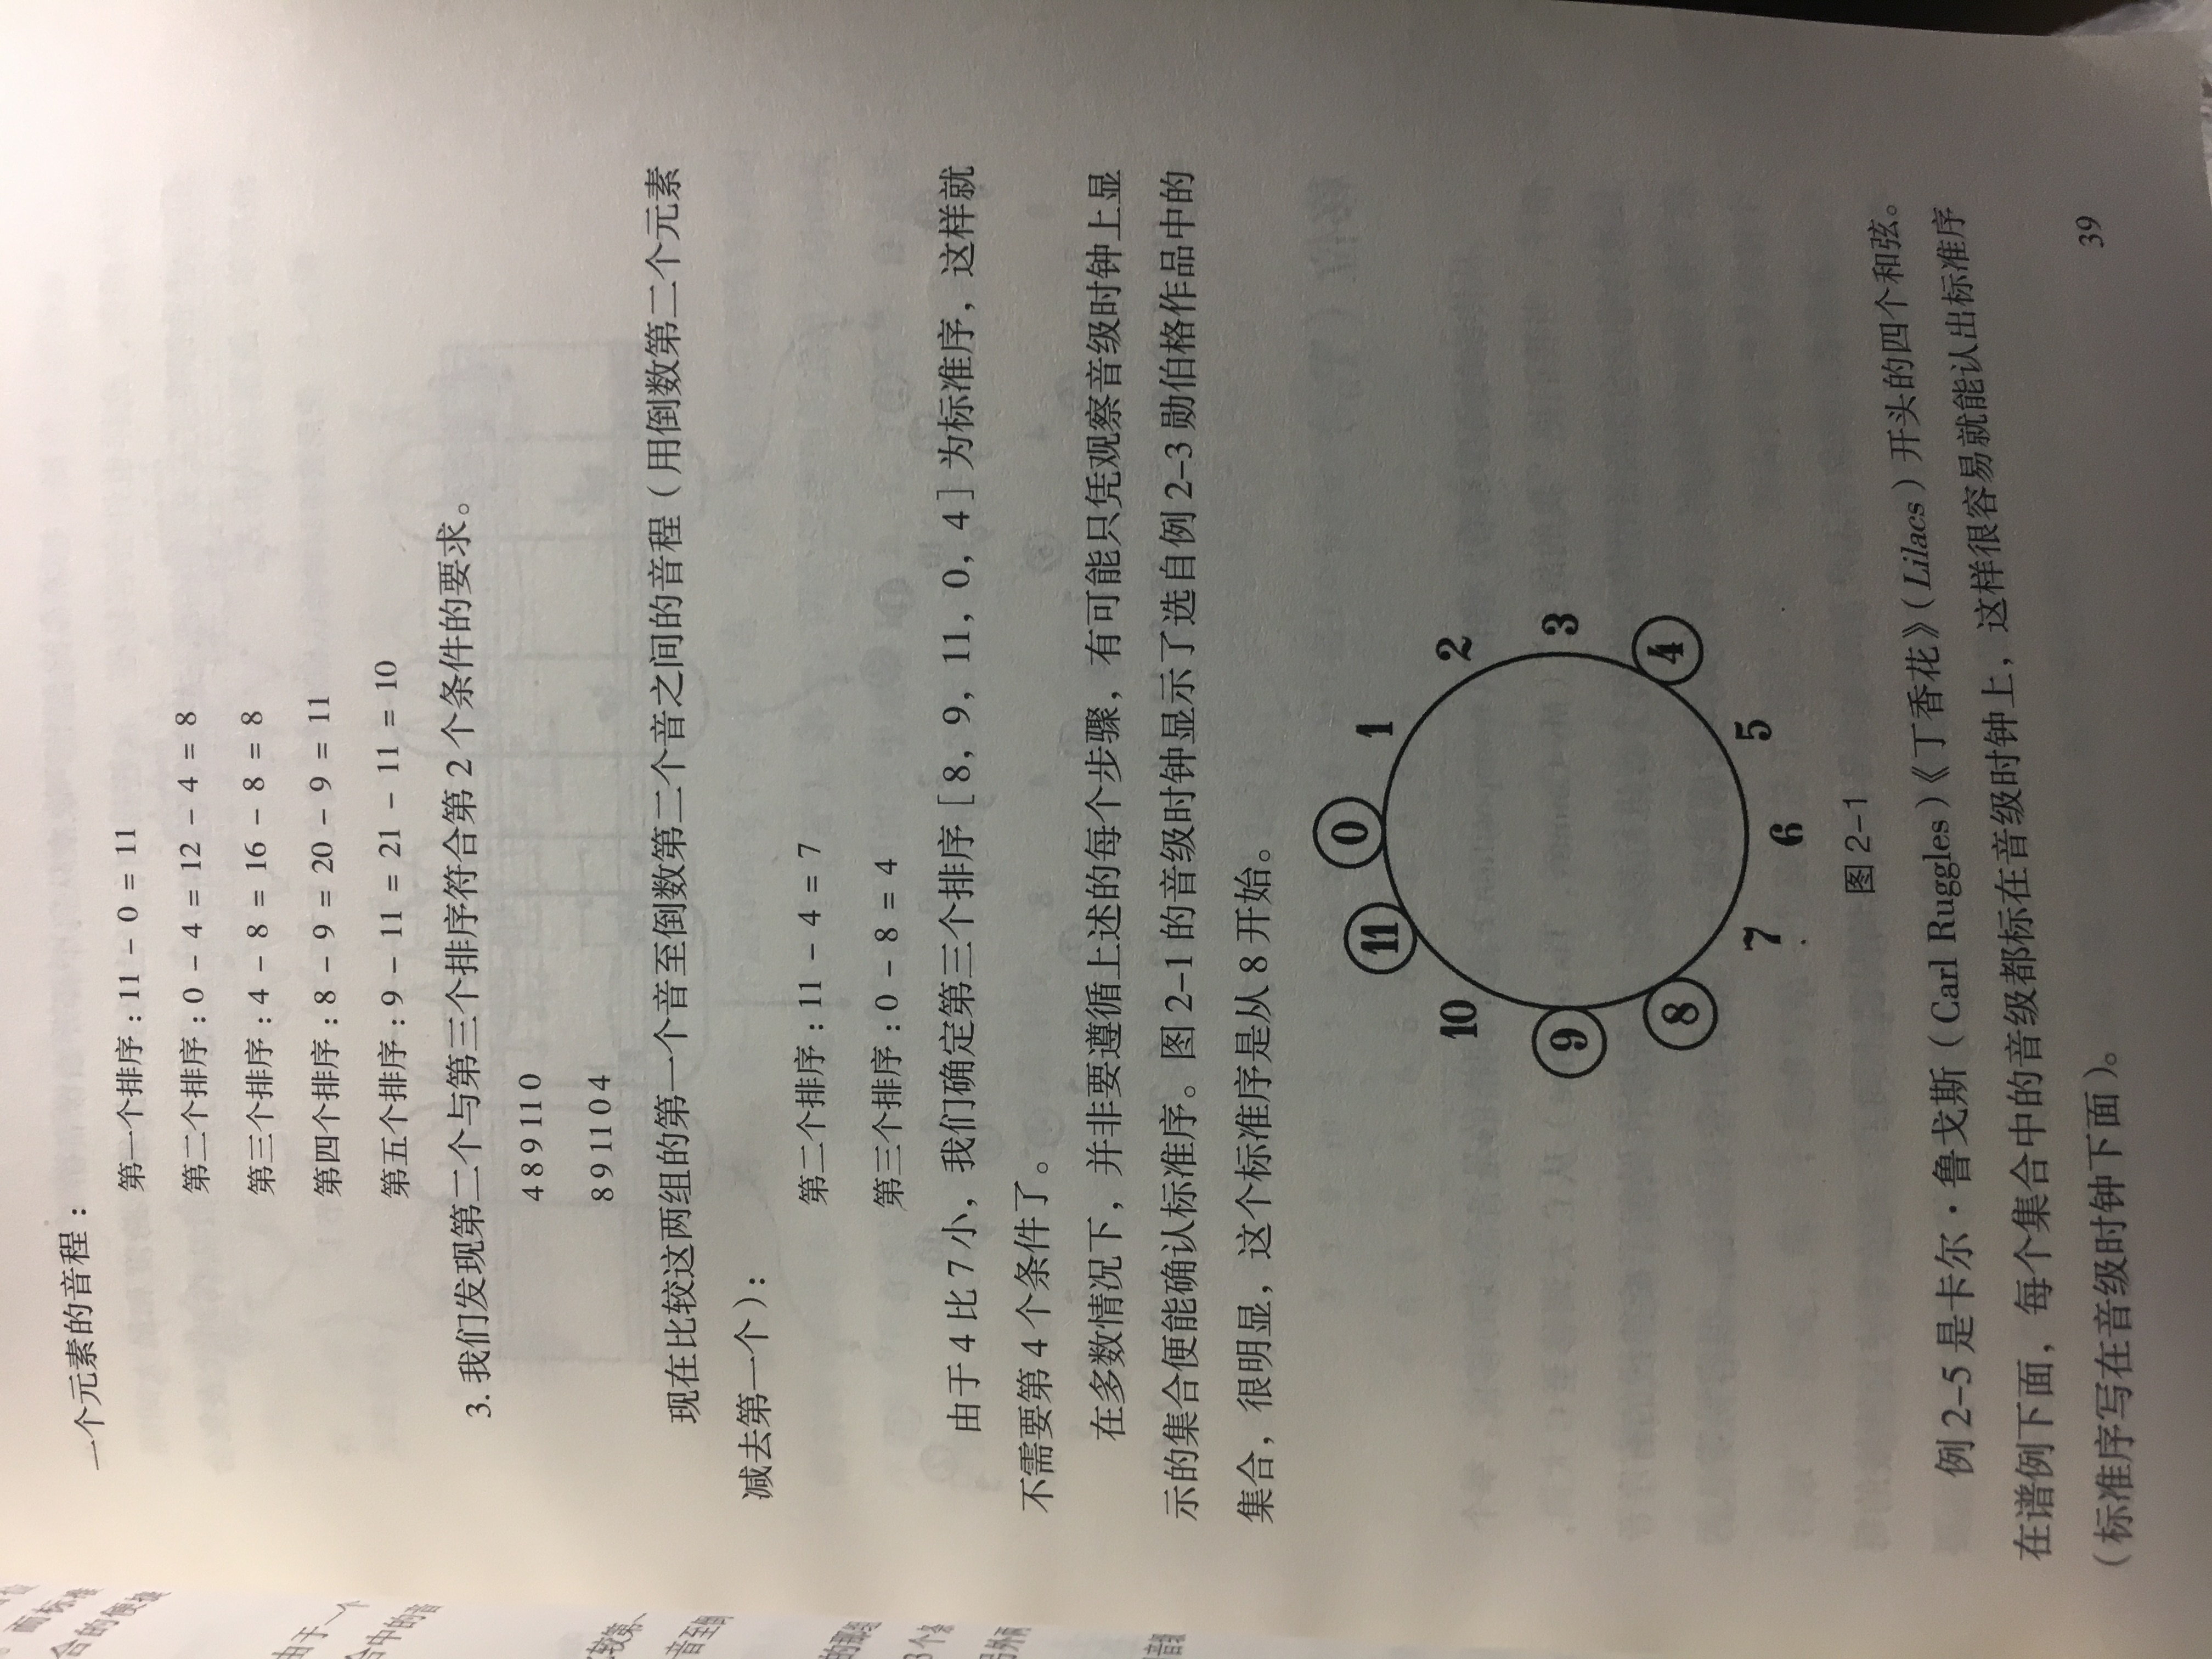 一个元素的音程：
第一个排序：11 – 0 = 11
第二个排序：0 – 4 = 12 – 4 = 8
第三个排序：4 – 8 = 16 – 8 = 8
第四个排序：8 – 9 = 20 – 9 = 11
第五个排序：9 – 11 = 21 – 11 = 10
3. 我们发现第二个与第三个排序符合第 2 个条件的要求。
4 8 9 11 0
8 9 11 0 4
现在比较这两组的第一个音至倒数第二个音之间的音程（用倒数第二个元素
减去第一个）：
第二个排序：11 – 4 = 7
第三个排序：0 – 8 = 4
由于 4 比 7 小，我们确定第三个排序［8，9，11，0，4］为标准序，这样就
不需要第 4 个条件了。
在多数情况下，并非要遵循上述的每个步骤，有可能只凭观察音级时钟上显
示的集合便能确认标准序。图 2–1 的音级时钟显示了选自例 2–3 勋伯格作品中的
集合，很明显，这个标准序是从 8 开始。
0
1
2
3
4
5
6
7
8
9
10
11
图 2–1
例 2–5 是卡尔·鲁戈斯（Carl Ruggles）《丁香花》（Lilacs）开头的四个和弦。
在谱例下面，每个集合中的音级都标在音级时钟上，这样很容易就能认出标准序
（标准序写在音级时钟下面）。
39